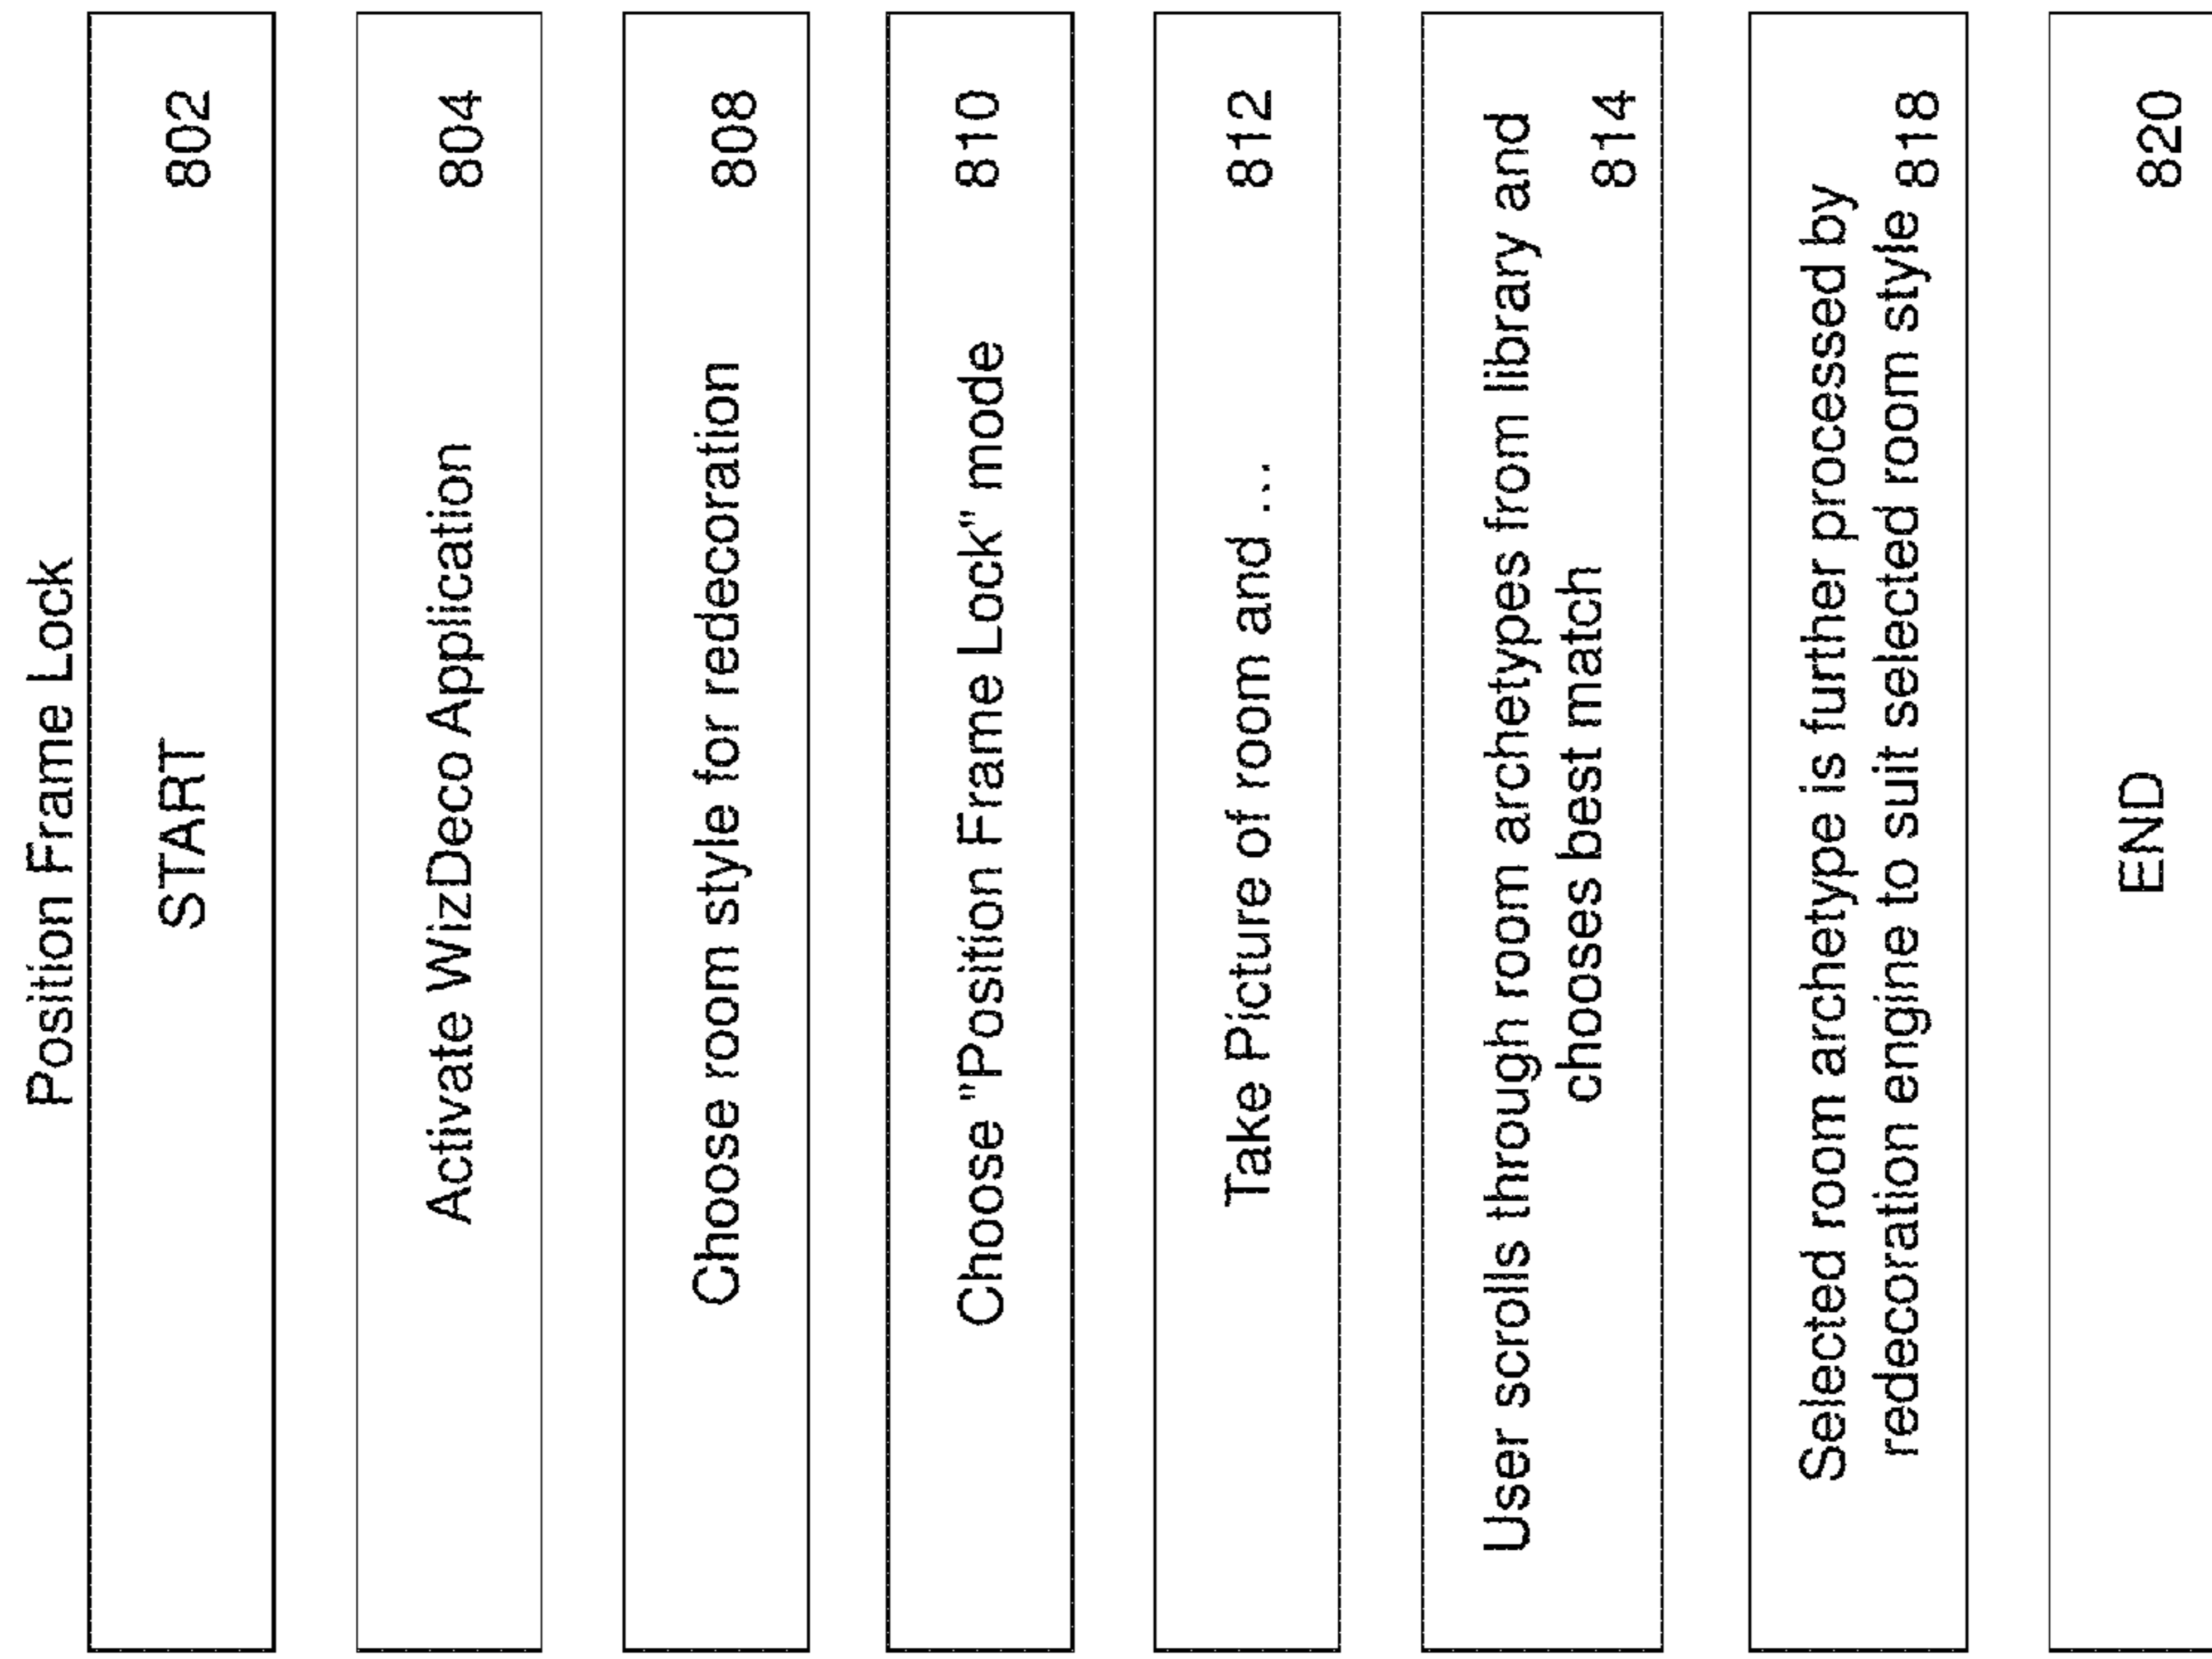 Position Frame Lock
START 802
Activate WizDeco Application 804
Choose room style for redecoration 808
Choose "Position Frame Lock" mode 810
Take Picture of room and ... 812
User scrolls through room archetypes from library and
chooses best match 814
Selected room archetype is further processed by
redecoration engine to suit selected room style 818
END 820